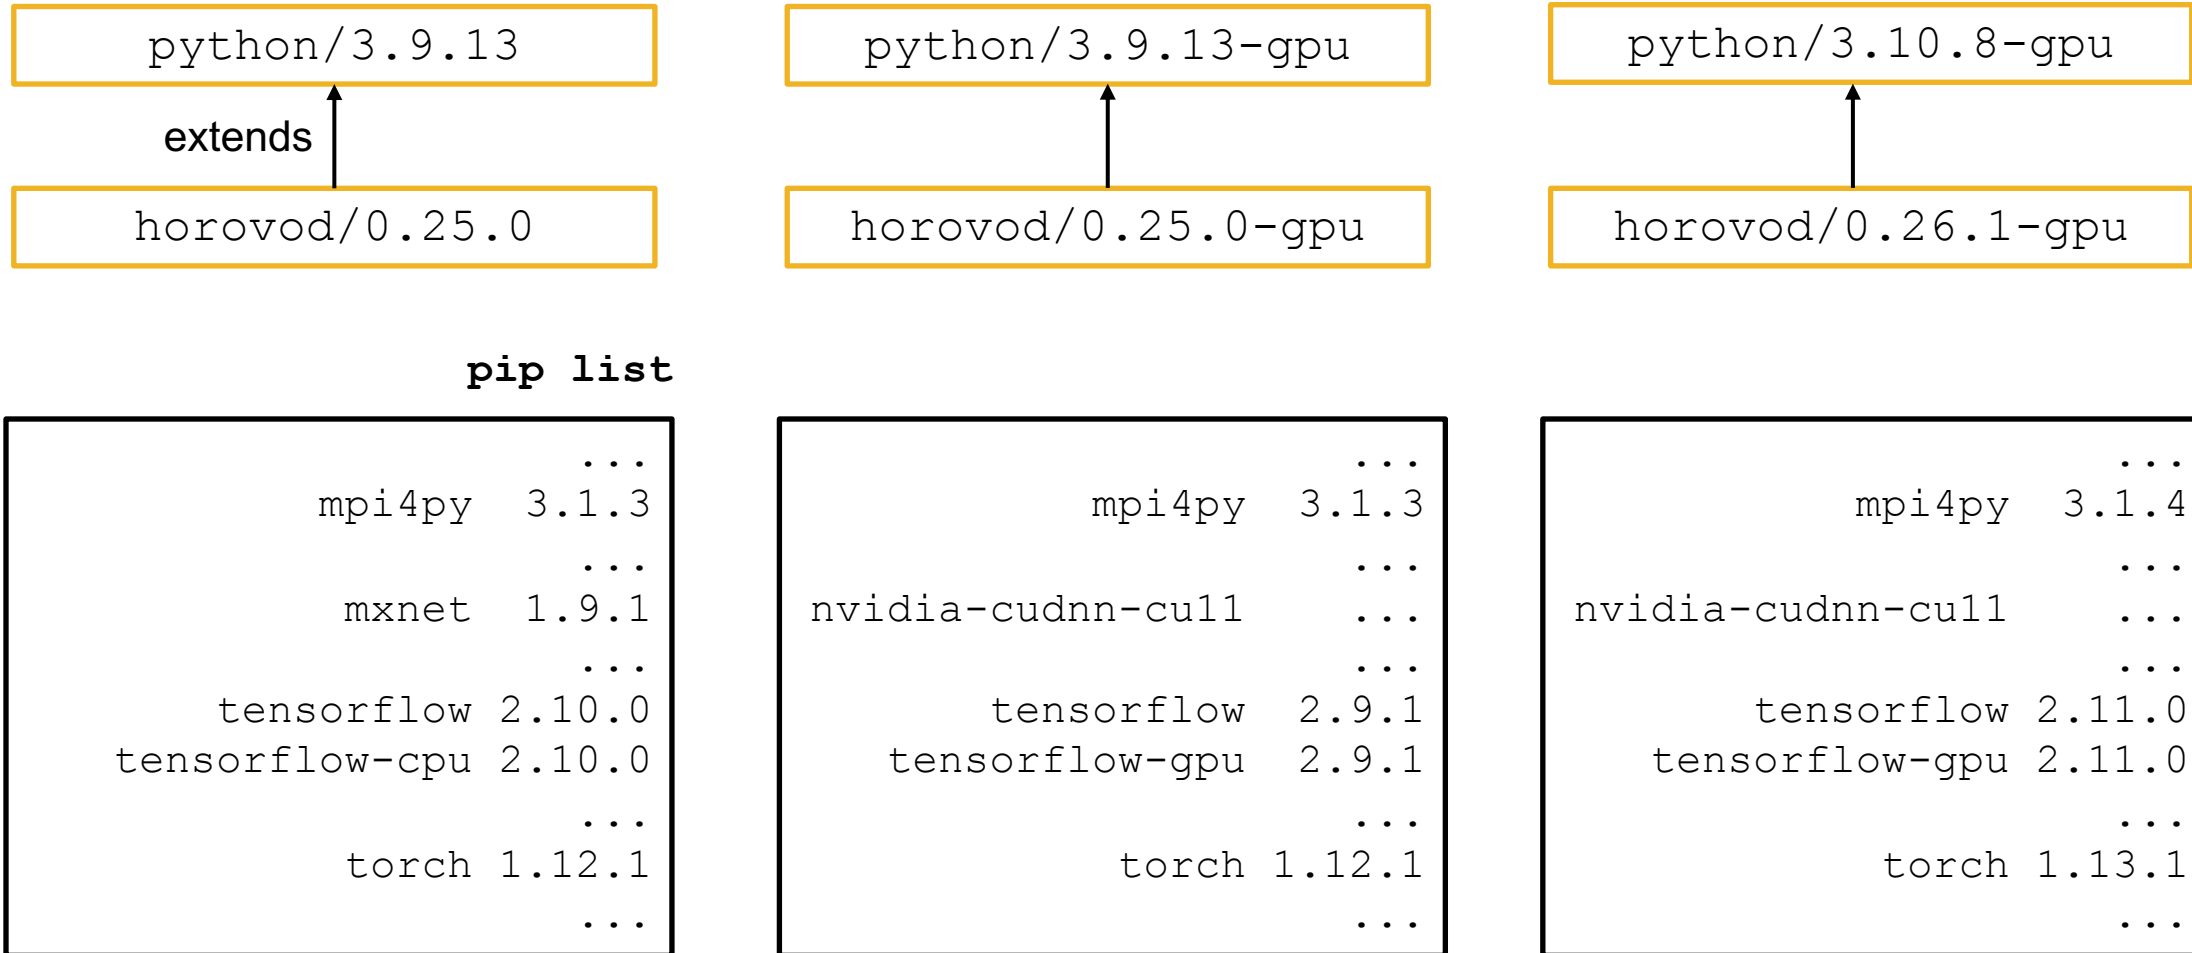 python/3.9.13
extends
horovod/0.25.0
python/3.9.13-gpu
horovod/0.25.0-gpu
python/3.10.8-gpu
horovod/0.26.1-gpu
pip list
...
mpi4py 3.1.3
...
mxnet 1.9.1
...
tensorflow 2.10.0
tensorflow-cpu 2.10.0
...
torch 1.12.1
...
...
mpi4py 3.1.3
...
nvidia-cudnn-cu11 ...
...
tensorflow 2.9.1
tensorflow-gpu 2.9.1
...
torch 1.12.1
...
...
mpi4py 3.1.4
...
nvidia-cudnn-cu11 ...
...
tensorflow 2.11.0
tensorflow-gpu 2.11.0
...
torch 1.13.1
...